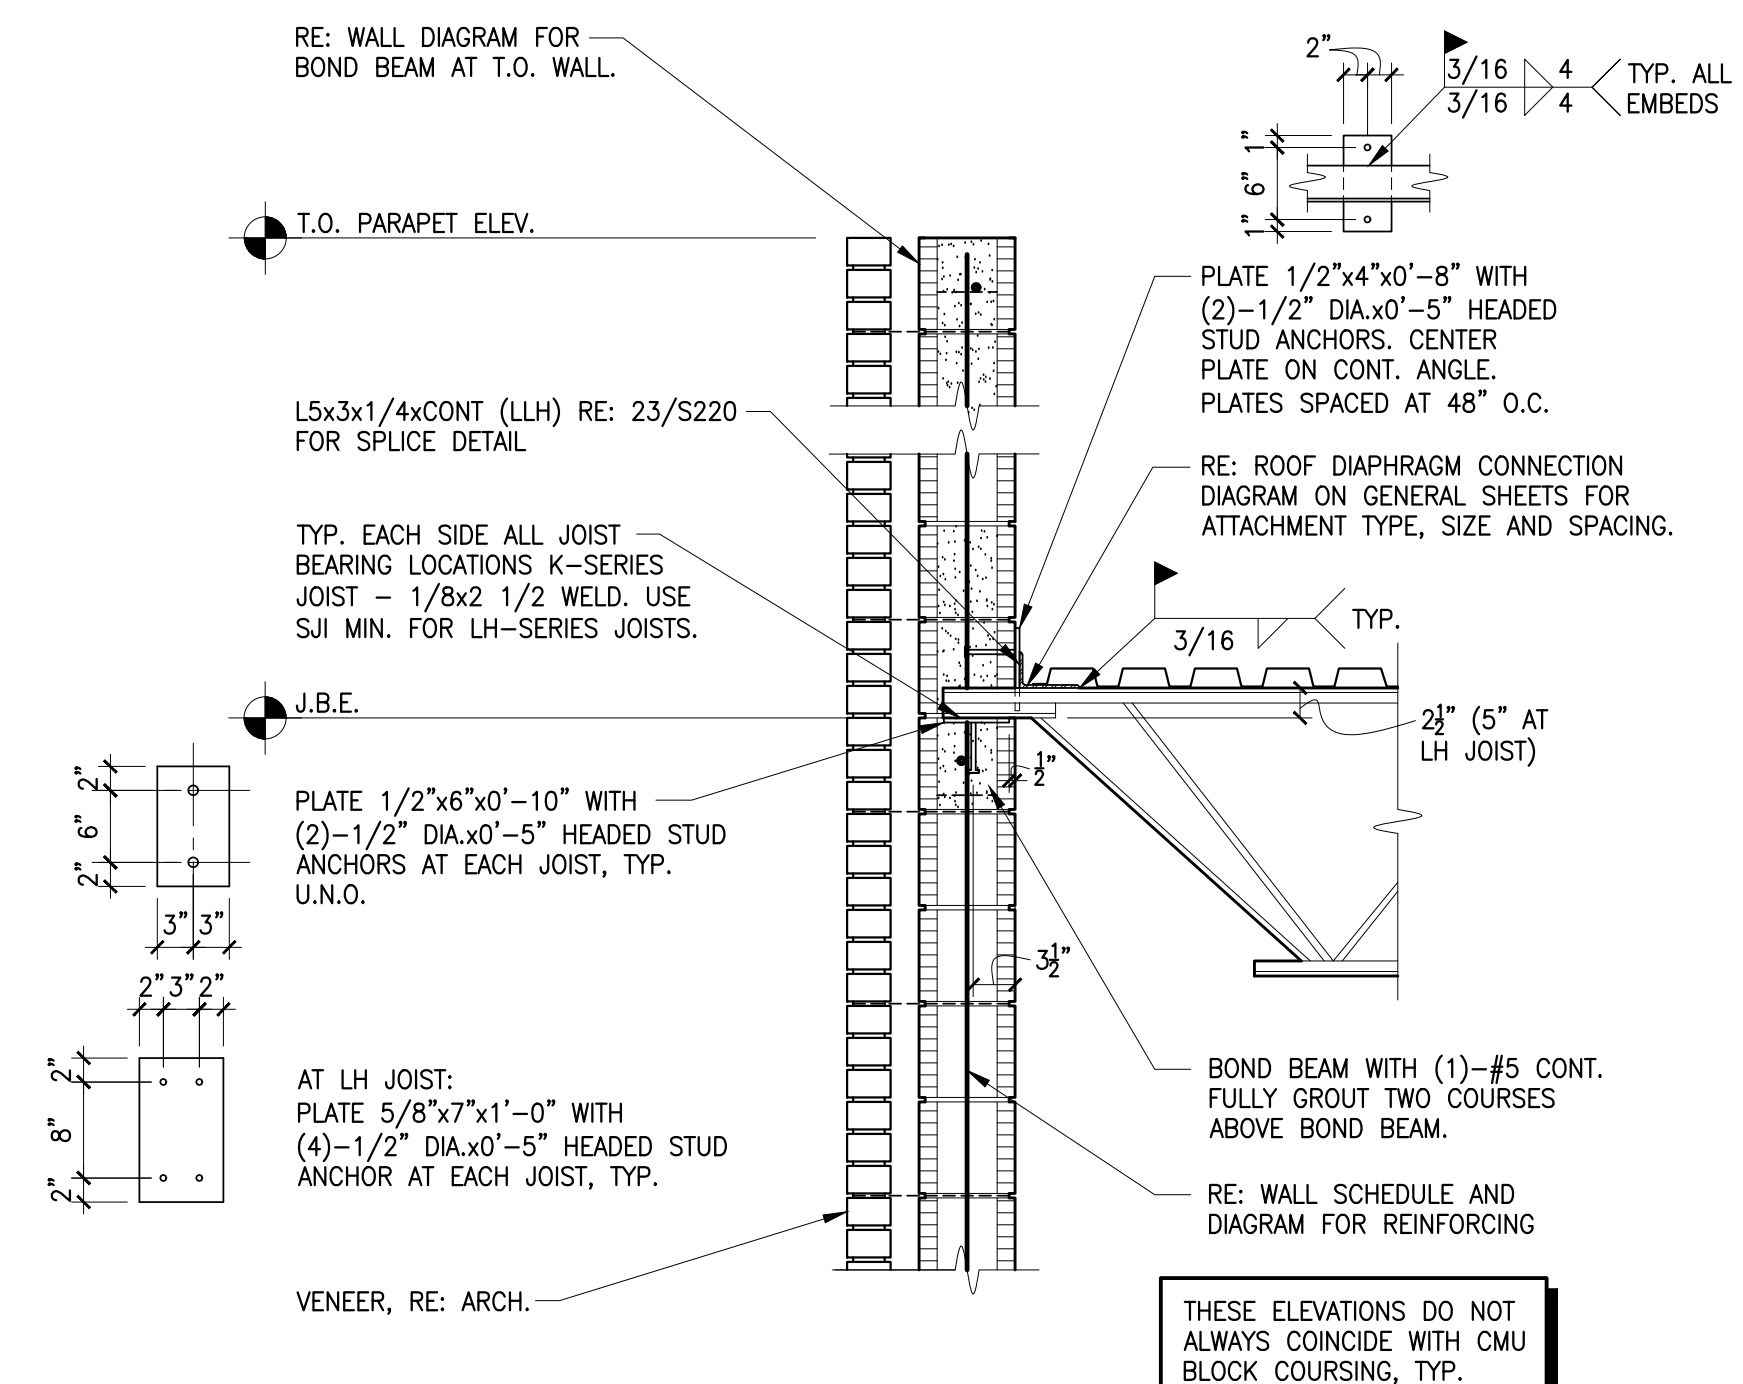 RE: WALL DIAGRAM FOR
BOND BEAM AT T.O. WALL.
2"
3/16 4
3/16 4
TYP. ALL
EMBEDS
1"
6"
1"
T.O. PARAPET ELEV.
PLATE 1/2"x4"x0'-8" WITH
(2)-1/2" DIA.x0'-5" HEADED
STUD ANCHORS. CENTER
PLATE ON CONT. ANGLE.
PLATES SPACED AT 48" O.C.
L5x3x1/4xCONT (LLH) RE: 23/S220
FOR SPLICE DETAIL
RE: ROOF DIAPHRAGM CONNECTION
DIAGRAM ON GENERAL SHEETS FOR
ATTACHMENT TYPE, SIZE AND SPACING.
TYP. EACH SIDE ALL JOIST
BEARING LOCATIONS K-SERIES
JOIST - 1/8x2 1/2 WELD. USE
SJI MIN. FOR LH-SERIES JOISTS.
3/16
TYP.
J.B.E.
2 1/2" (5" AT
LH JOIST)
1/2"
2"
6"
2"
3" 3"
PLATE 1/2"x6"x0'-10" WITH
(2)-1/2" DIA.x0'-5" HEADED STUD
ANCHORS AT EACH JOIST, TYP.
U.N.O.
3 1/2"
2" 3" 2"
2"
8"
2"
AT LH JOIST:
PLATE 5/8"x7"x1'-0" WITH
(4)-1/2" DIA.x0'-5" HEADED STUD
ANCHOR AT EACH JOIST, TYP.
BOND BEAM WITH (1)-#5 CONT.
FULLY GROUT TWO COURSES
ABOVE BOND BEAM.
RE: WALL SCHEDULE AND
DIAGRAM FOR REINFORCING
VENEER, RE: ARCH.
THESE ELEVATIONS DO NOT
ALWAYS COINCIDE WITH CMU
BLOCK COURSING, TYP.